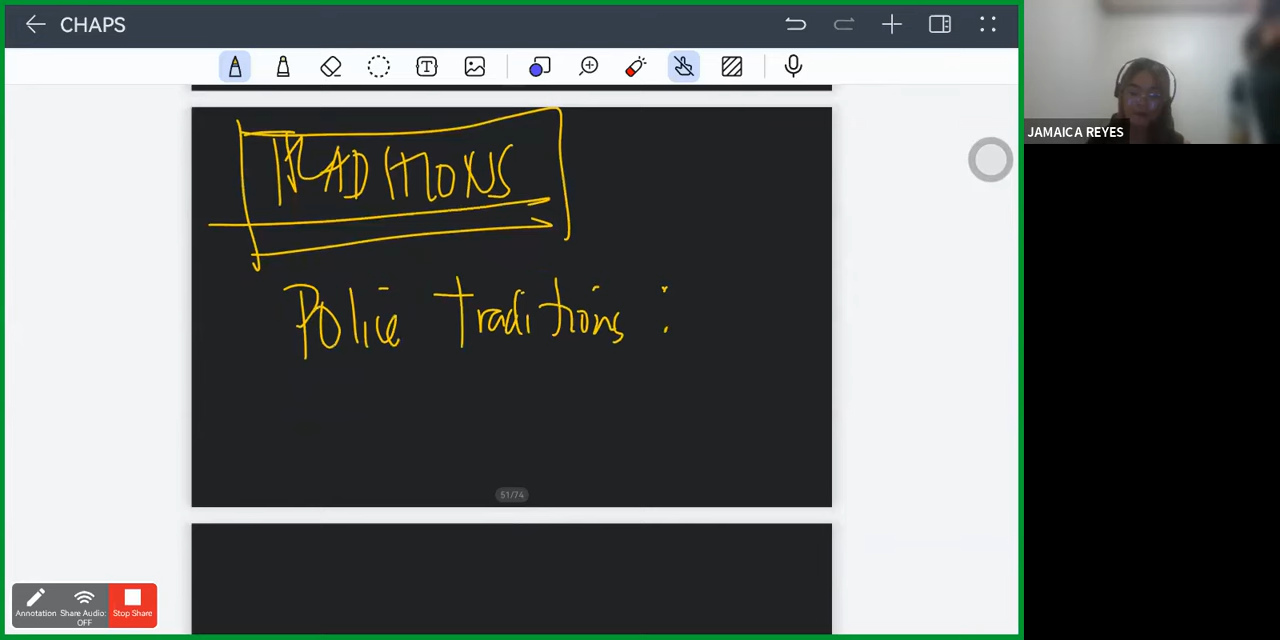 CHAPS
JAMAICA REYES
TRADITIONS
Police Traditions :
51/74
Annotation
Share Audio:
OFF
Stop Share